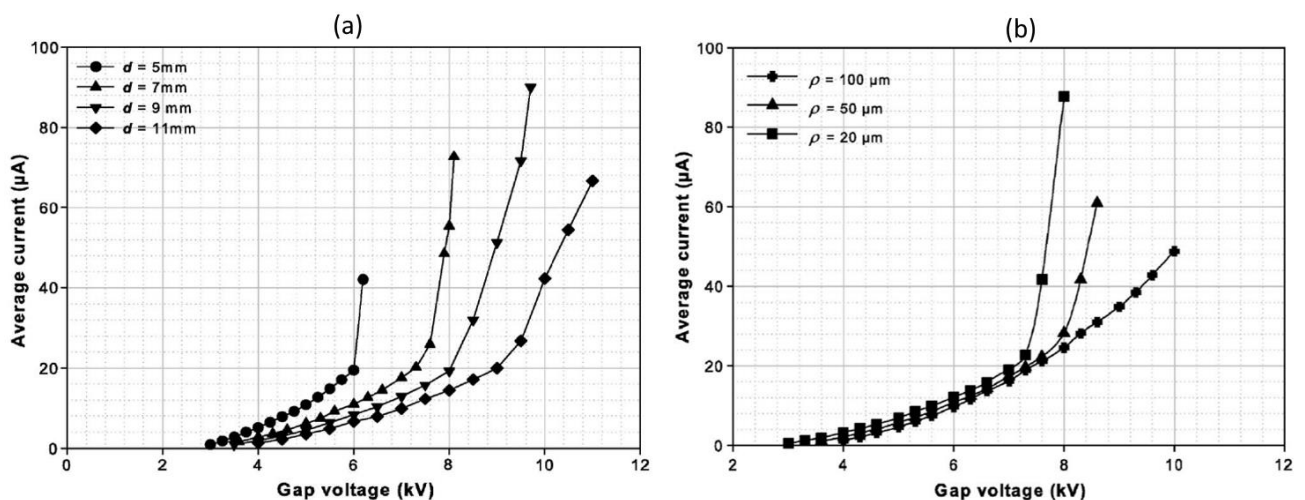 (a)
100
80
60
40
20
0
Average current (µA)
d = 5mm
d = 7mm
d = 9 mm
d = 11mm
0 2 4 6 8 10 12
Gap voltage (kV)
(b)
100
80
60
40
20
0
Average current (µA)
ρ = 100 µm
ρ = 50 µm
ρ = 20 µm
2 4 6 8 10 12
Gap voltage (kV)